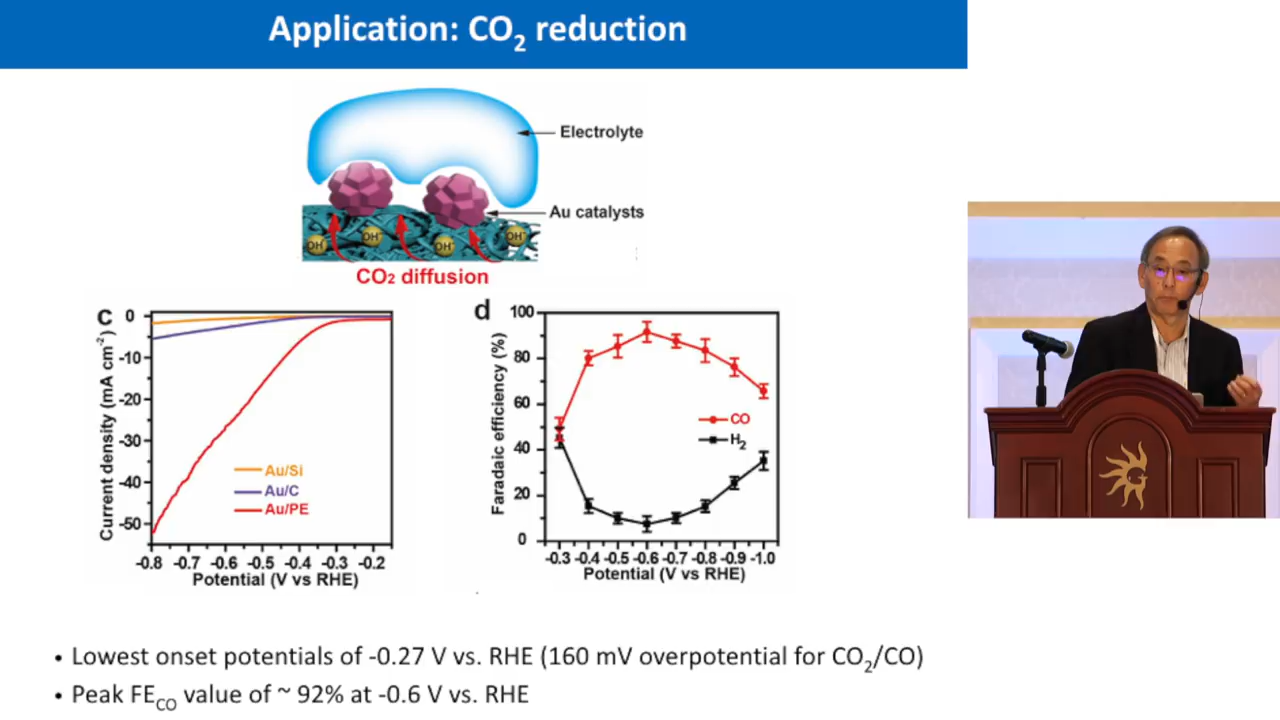 Application: CO₂ reduction
Electrolyte
Au catalysts
OH⁻ OH⁻ OH⁻ OH⁻
CO₂ diffusion
c
Current density (mA cm⁻²)
0
-10
-20
-30
-40
-50
Au/Si
Au/C
Au/PE
-0.8 -0.7 -0.6 -0.5 -0.4 -0.3 -0.2
Potential (V vs RHE)
d
Faradaic efficiency (%)
100
80
60
40
20
0
CO
H₂
-0.3 -0.4 -0.5 -0.6 -0.7 -0.8 -0.9 -1.0
Potential (V vs RHE)
• Lowest onset potentials of -0.27 V vs. RHE (160 mV overpotential for CO₂/CO)
• Peak FE_CO value of ~ 92% at -0.6 V vs. RHE